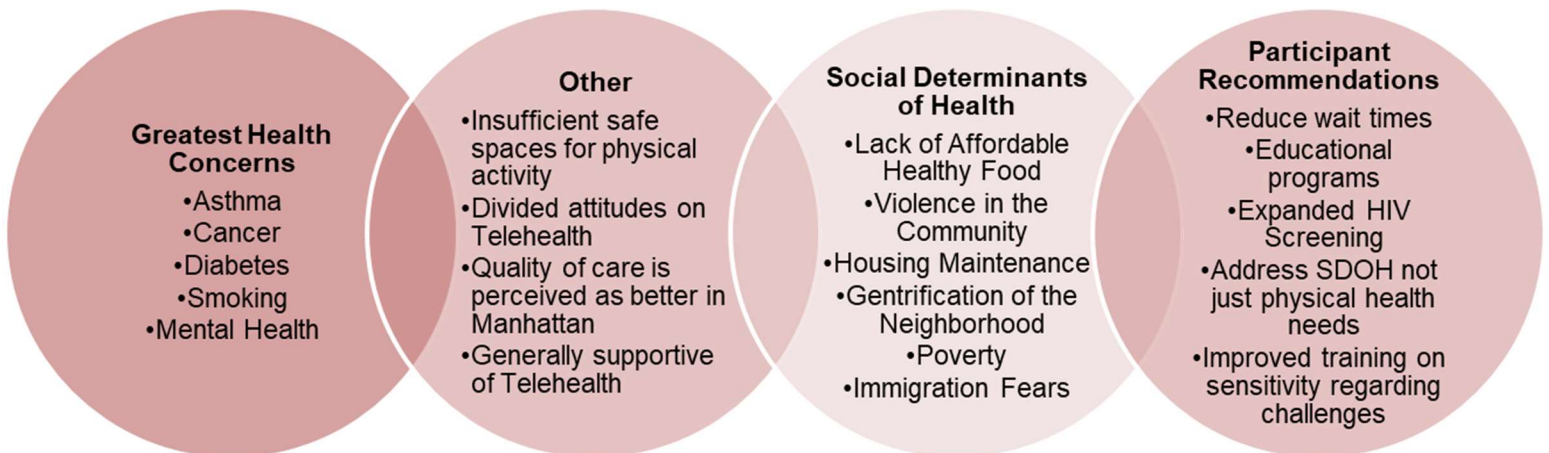 Greatest Health
Concerns
•Asthma
•Cancer
•Diabetes
•Smoking
•Mental Health
Other
•Insufficient safe
spaces for physical
activity
•Divided attitudes on
Telehealth
•Quality of care is
perceived as better in
Manhattan
•Generally supportive
of Telehealth
Social Determinants
of Health
•Lack of Affordable
Healthy Food
•Violence in the
Community
•Housing Maintenance
•Gentrification of the
Neighborhood
•Poverty
•Immigration Fears
Participant
Recommendations
•Reduce wait times
•Educational
programs
•Expanded HIV
Screening
•Address SDOH not
just physical health
needs
•Improved training on
sensitivity regarding
challenges